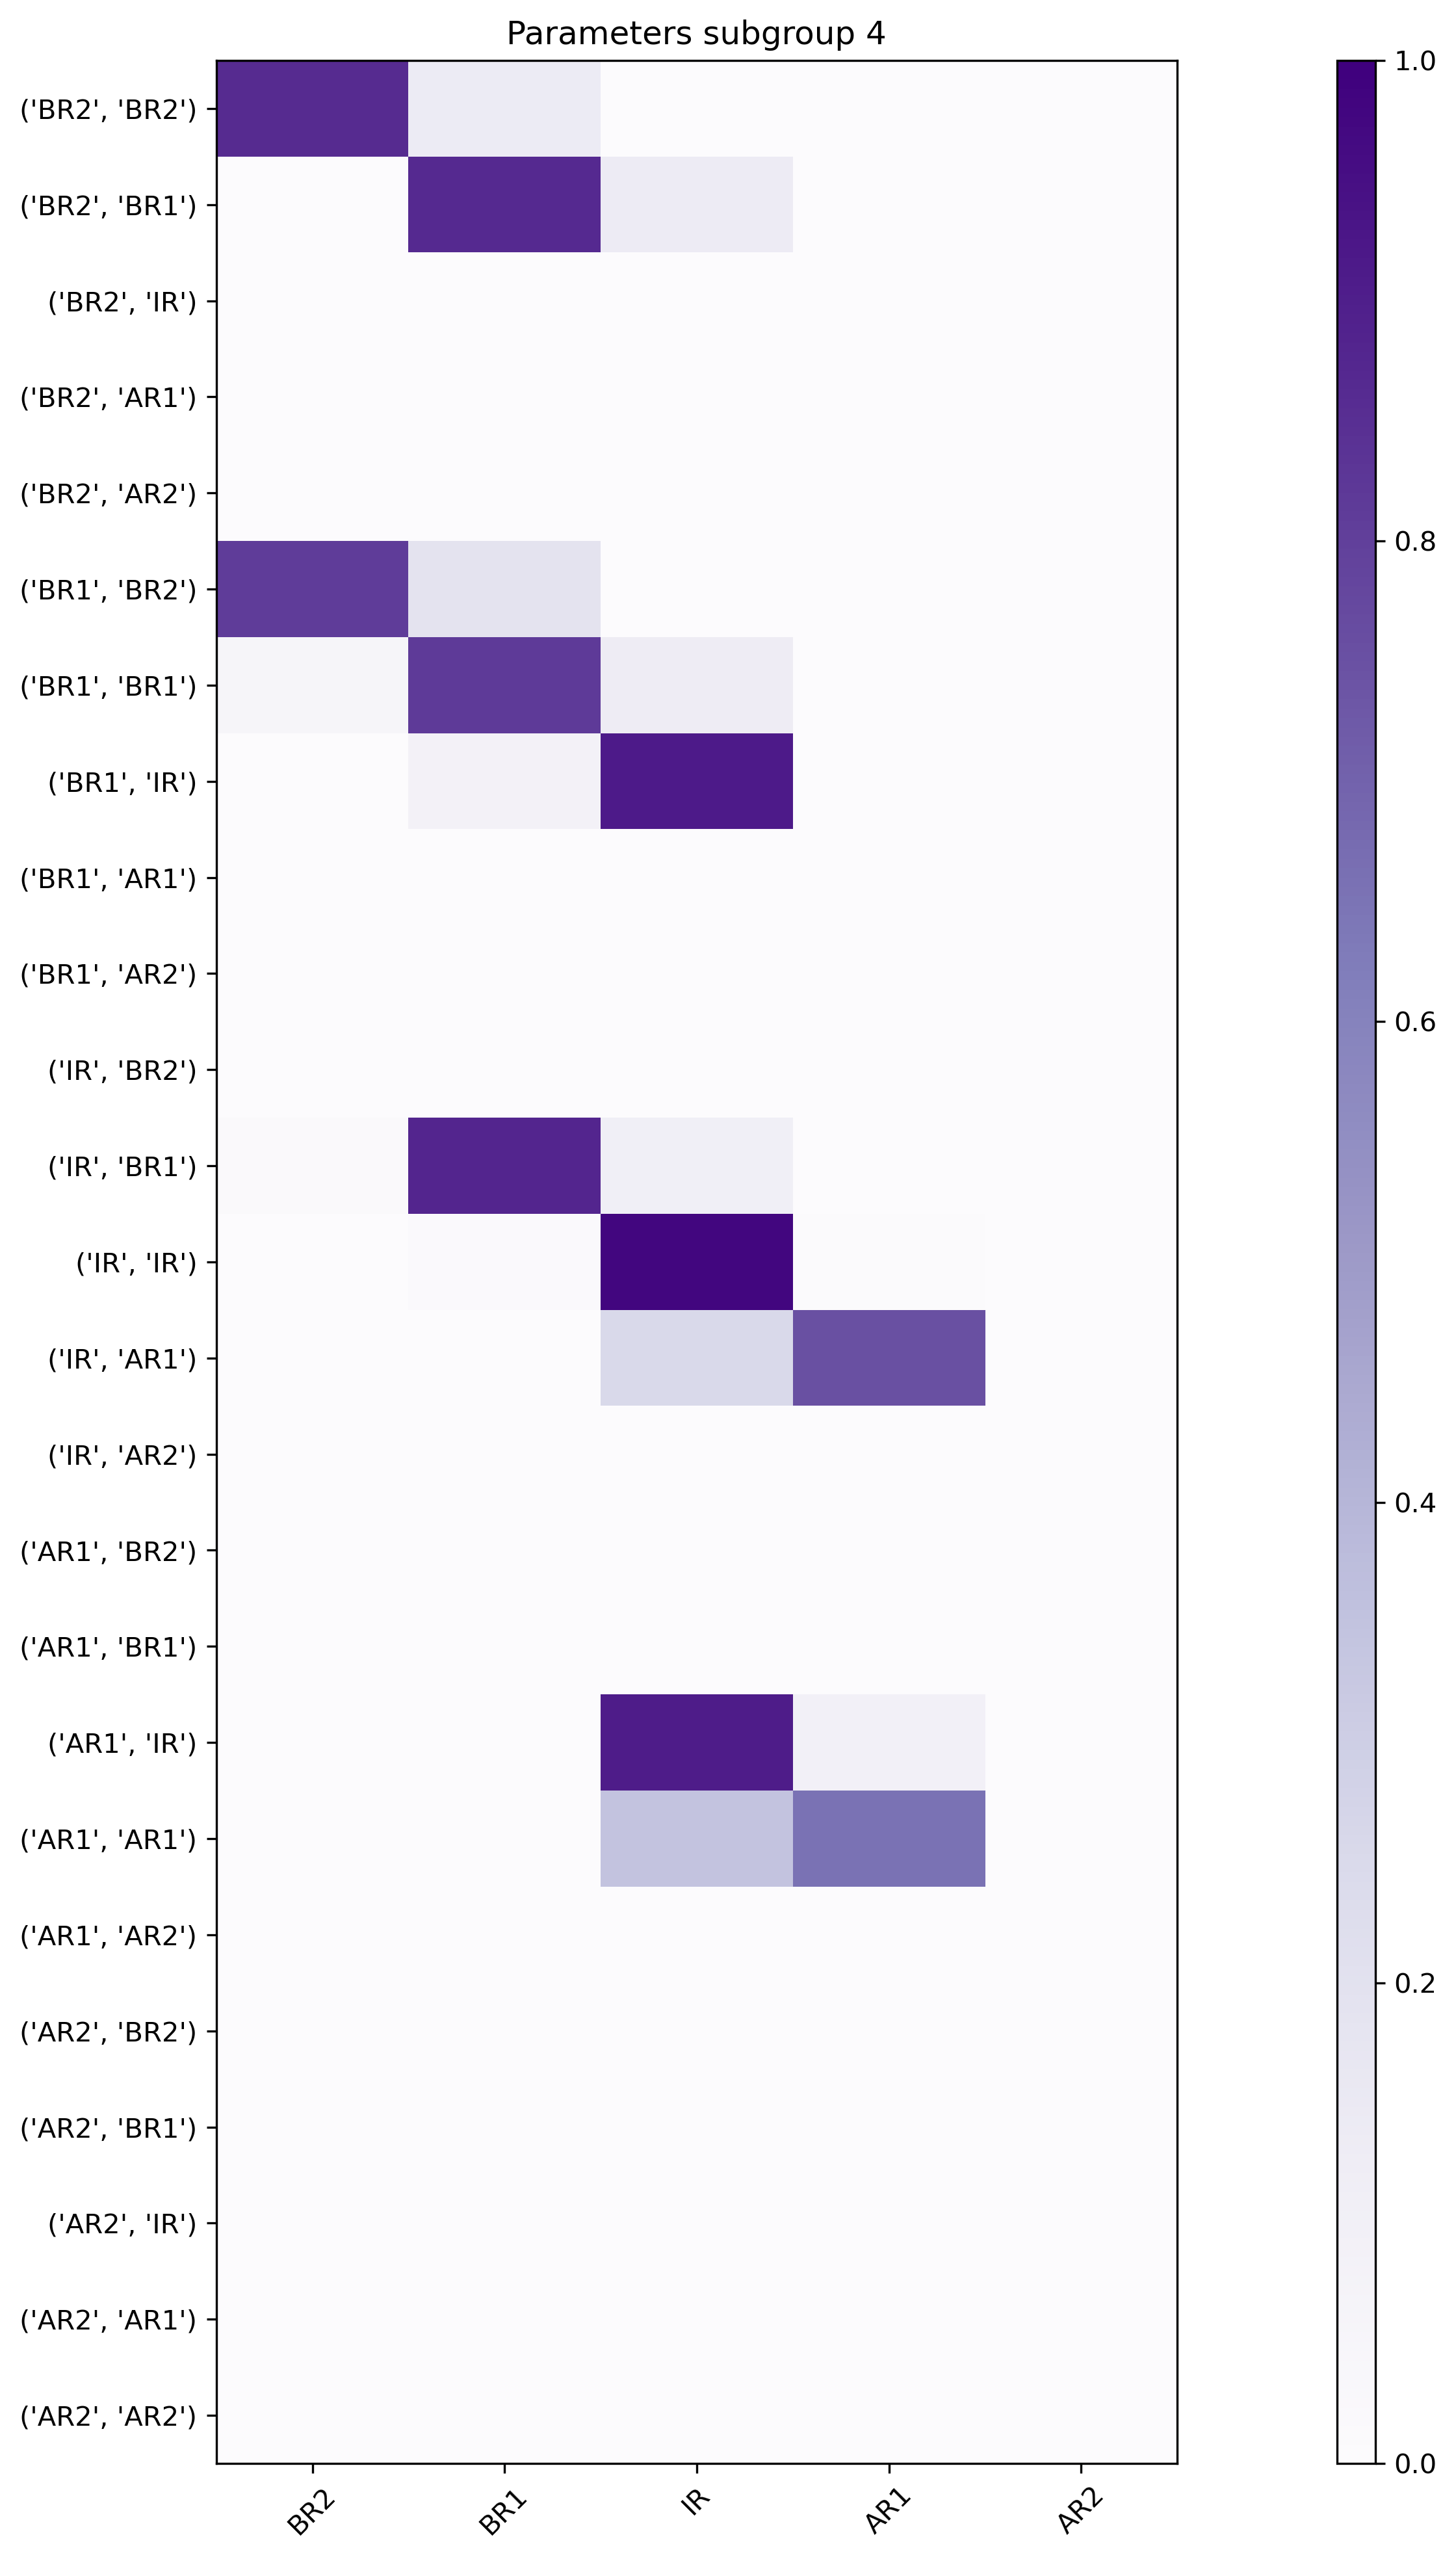 Parameters subgroup 4
('BR2', 'BR2')
('BR2', 'BR1')
('BR2', 'IR')
('BR2', 'AR1')
('BR2', 'AR2')
('BR1', 'BR2')
('BR1', 'BR1')
('BR1', 'IR')
('BR1', 'AR1')
('BR1', 'AR2')
('IR', 'BR2')
('IR', 'BR1')
('IR', 'IR')
('IR', 'AR1')
('IR', 'AR2')
('AR1', 'BR2')
('AR1', 'BR1')
('AR1', 'IR')
('AR1', 'AR1')
('AR1', 'AR2')
('AR2', 'BR2')
('AR2', 'BR1')
('AR2', 'IR')
('AR2', 'AR1')
('AR2', 'AR2')
BR2 BR1 IR AR1 AR2
1.0
0.8
0.6
0.4
0.2
0.0